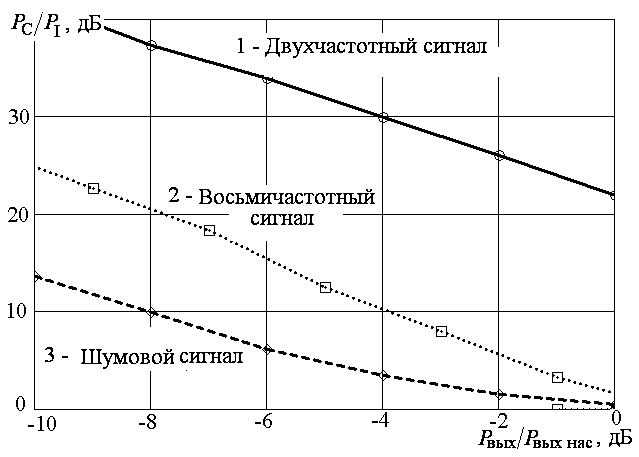 P_C/P_I, дБ
1 - Двухчастотный сигнал
30
2 - Восьмичастотный
сигнал
20
10
3 - Шумовой сигнал
0
-10 -8 -6 -4 -2 0
P_вых/P_вых нас, дБ